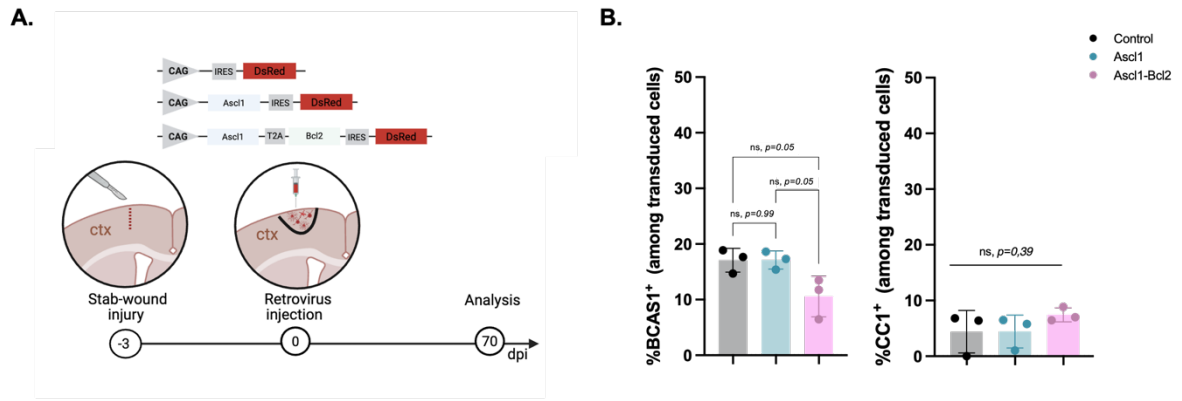 A.
CAG IRES DsRed
CAG Ascl1 IRES DsRed
CAG Ascl1 T2A Bcl2 IRES DsRed
ctx
ctx
Stab-wound
injury
Retrovirus
injection
Analysis
-3
0
70
dpi
B.
Control
Ascl1
Ascl1-Bcl2
%BCAS1+ (among transduced cells)
50
40
30
20
10
0
ns, p=0.05
ns, p=0.05
ns, p=0.99
%CC1+ (among transduced cells)
50
40
30
20
10
0
ns, p=0,39